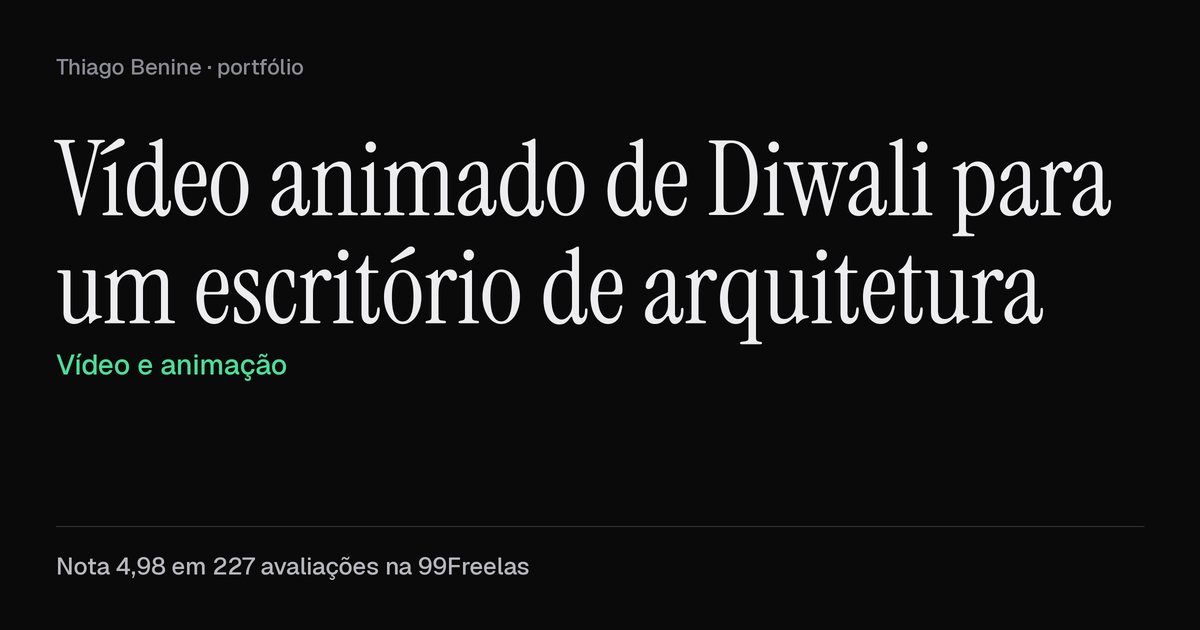 Thiago Benine · portfólio
Vídeo animado de Diwali para
um escritório de arquitetura
Vídeo e animação
Nota 4,98 em 227 avaliações na 99Freelas